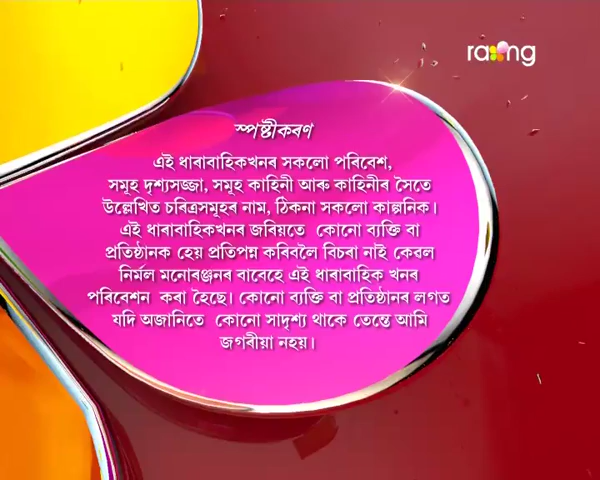 rang
স্পষ্টীকৰণ
এই ধাৰাবাহিকখনৰ সকলো পৰিবেশ,
সমূহ দৃশ্যসজ্জা, সমূহ কাহিনী আৰু কাহিনীৰ সৈতে
উল্লেখিত চৰিত্ৰসমূহৰ নাম, ঠিকনা সকলো কাল্পনিক।
এই ধাৰাবাহিকখনৰ জৰিয়তে কোনো ব্যক্তি বা
প্ৰতিষ্ঠানক হেয় প্ৰতিপন্ন কৰিবলৈ বিচৰা নাই কেৱল
নিৰ্মল মনোৰঞ্জনৰ বাবেহে এই ধাৰাবাহিক খনৰ
পৰিবেশন কৰা হৈছে। কোনো ব্যক্তি বা প্ৰতিষ্ঠানৰ লগত
যদি অজানিতে কোনো সাদৃশ্য থাকে তেন্তে আমি
জগৰীয়া নহয়।